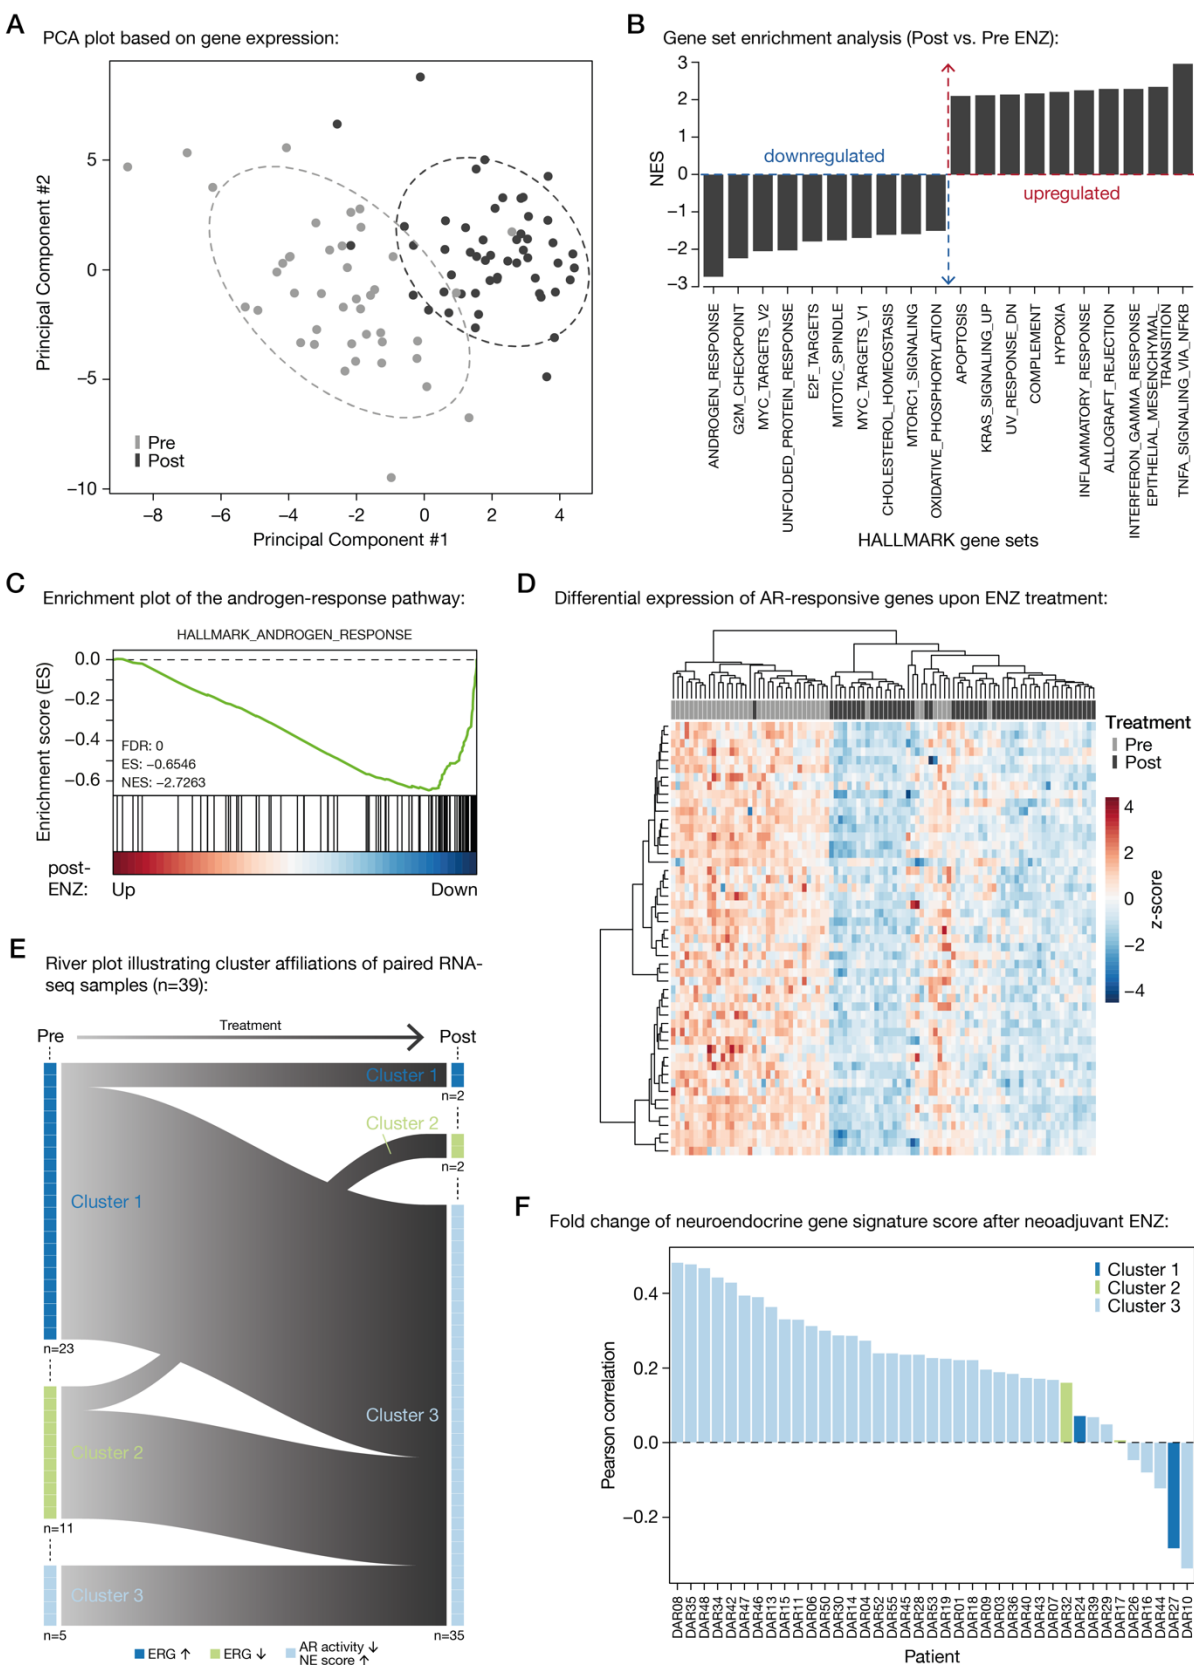 A
PCA plot based on gene expression:
Principal Component #2
5
0
−5
−10
Pre
Post
−8
−6
−4
−2
0
2
4
Principal Component #1
B
Gene set enrichment analysis (Post vs. Pre ENZ):
NES
3
2
1
0
−1
−2
−3
downregulated
upregulated
ANDROGEN_RESPONSE
G2M_CHECKPOINT
MYC_TARGETS_V2
UNFOLDED_PROTEIN_RESPONSE
E2F_TARGETS
MITOTIC_SPINDLE
MYC_TARGETS_V1
CHOLESTEROL_HOMEOSTASIS
MTORC1_SIGNALING
OXIDATIVE_PHOSPHORYLATION
APOPTOSIS
KRAS_SIGNALING_UP
UV_RESPONSE_DN
COMPLEMENT
HYPOXIA
INFLAMMATORY_RESPONSE
ALLOGRAFT_REJECTION
INTERFERON_GAMMA_RESPONSE
EPITHELIAL_MESENCHYMAL_
TRANSITION
TNFA_SIGNALING_VIA_NFKB
HALLMARK gene sets
C
Enrichment plot of the androgen-response pathway:
HALLMARK_ANDROGEN_RESPONSE
Enrichment score (ES)
0.0
−0.2
−0.4
−0.6
FDR: 0
ES: −0.6546
NES: −2.7263
post-
ENZ:
Up
Down
D
Differential expression of AR-responsive genes upon ENZ treatment:
Treatment
Pre
Post
4
2
0
−2
−4
z-score
E
River plot illustrating cluster affiliations of paired RNA-
seq samples (n=39):
Treatment
Pre
Post
Cluster 1
n=2
Cluster 2
n=2
Cluster 1
n=23
Cluster 3
Cluster 2
n=11
Cluster 3
n=5
n=35
ERG ↑
ERG ↓
AR activity ↓
NE score ↑
F
Fold change of neuroendocrine gene signature score after neoadjuvant ENZ:
Pearson correlation
0.4
0.2
0.0
−0.2
Cluster 1
Cluster 2
Cluster 3
DAR08
DAR35
DAR48
DAR34
DAR42
DAR47
DAR46
DAR13
DAR15
DAR11
DAR06
DAR50
DAR30
DAR14
DAR04
DAR52
DAR55
DAR45
DAR28
DAR53
DAR19
DAR01
DAR18
DAR09
DAR03
DAR36
DAR40
DAR43
DAR07
DAR32
DAR24
DAR39
DAR29
DAR17
DAR26
DAR16
DAR44
DAR27
DAR10
Patient